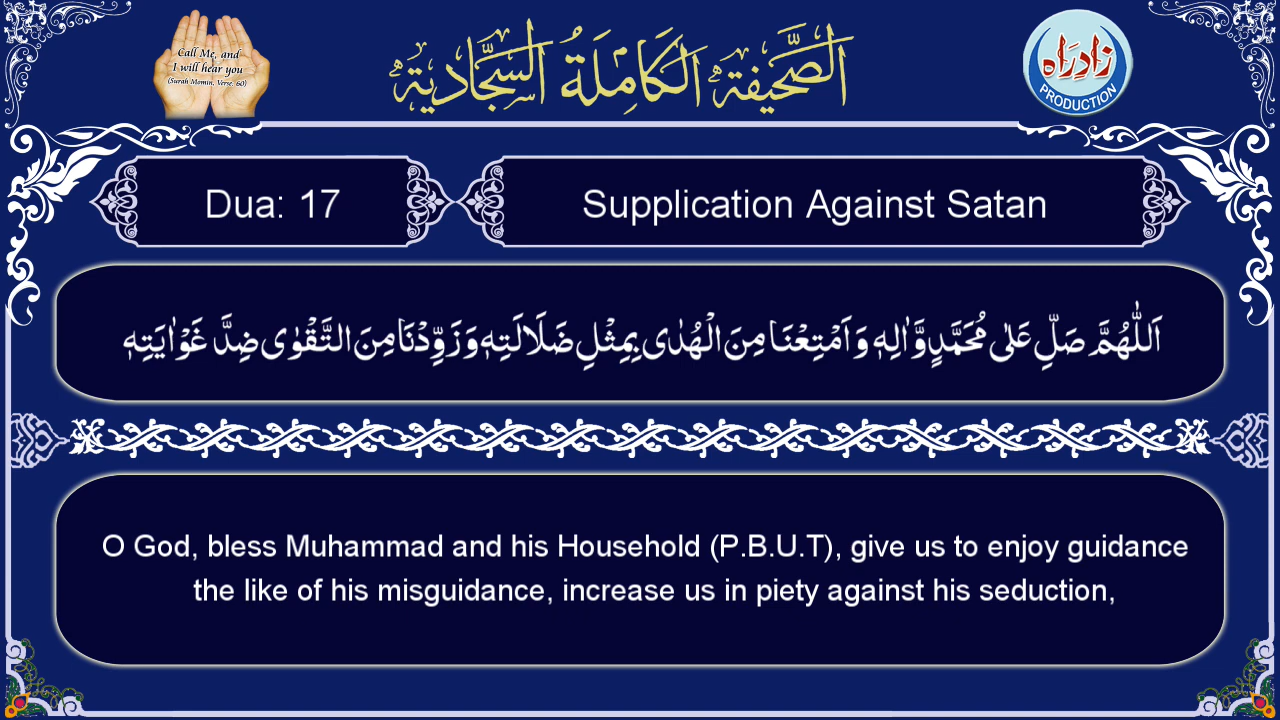 Call Me, and
I will hear you
(Surah Momin, Verse. 60)
الصَّحِيفَةُ الكَامِلَةُ السَّجَّادِيَّةُ
زادِرَاہ
PRODUCTION
Dua: 17
Supplication Against Satan
اَللّٰهُمَّ صَلِّ عَلٰى مُحَمَّدٍ وَّاٰلِهٖ وَ اَمْتِعْنَا مِنَ الْهُدٰى بِمِثْلِ ضَلَالَتِهٖ وَ زَوِّدْنَا مِنَ التَّقْوٰى ضِدَّ غَوٰايَتِهٖ
O God, bless Muhammad and his Household (P.B.U.T), give us to enjoy guidance
the like of his misguidance, increase us in piety against his seduction,